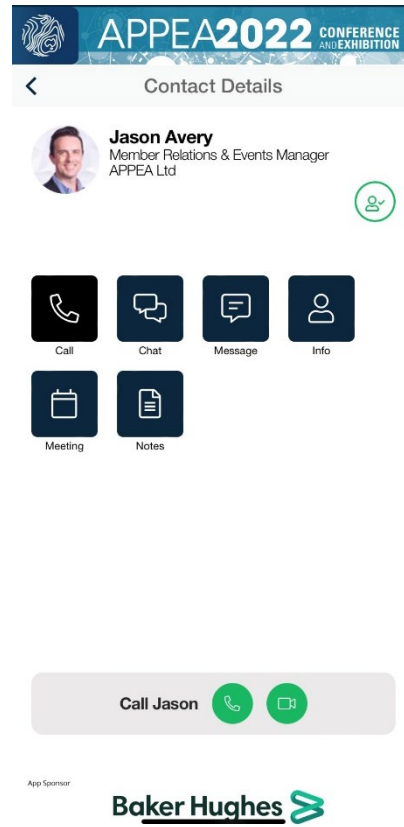 APPEA2022 CONFERENCE
AND EXHIBITION
Contact Details
Jason Avery
Member Relations & Events Manager
APPEA Ltd
Call Chat Message Info
Meeting Notes
Call Jason
App Sponsor
Baker Hughes